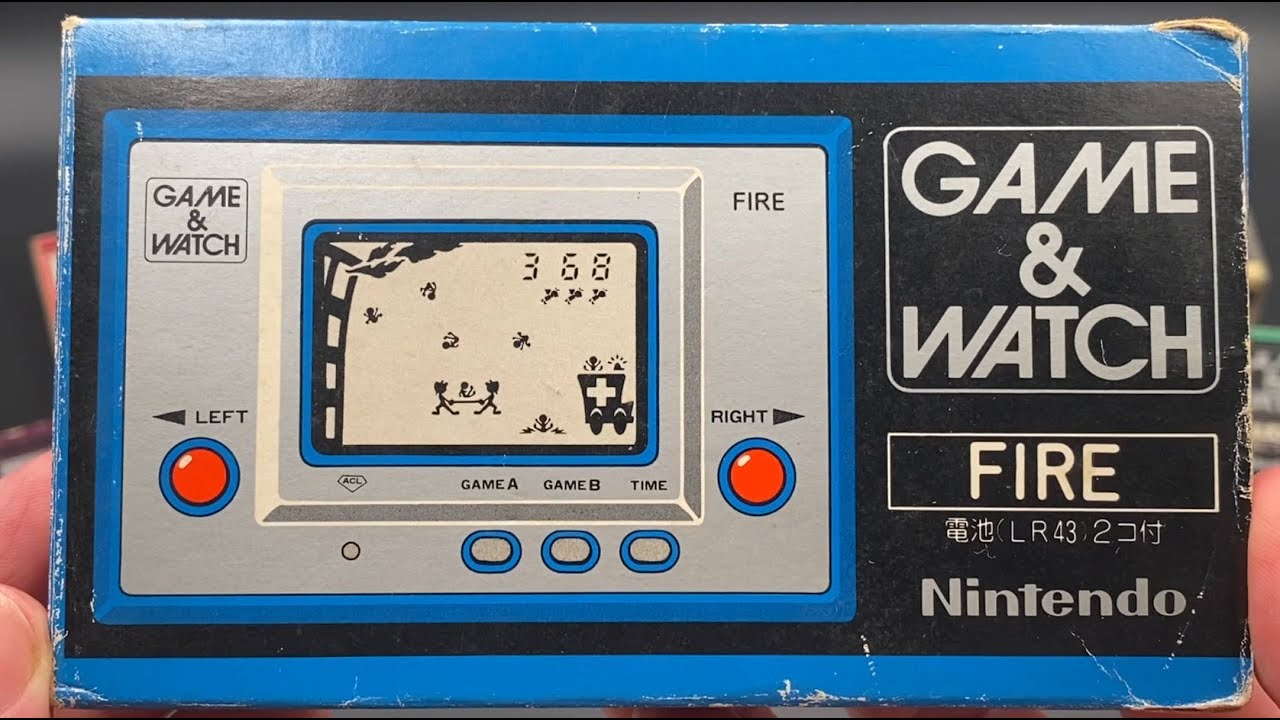 GAME
&
WATCH
FIRE
368
◀ LEFT
RIGHT ▶
ACL
GAME A
GAME B
TIME
GAME
&
WATCH
FIRE
電池(LR43)2コ付
Nintendo